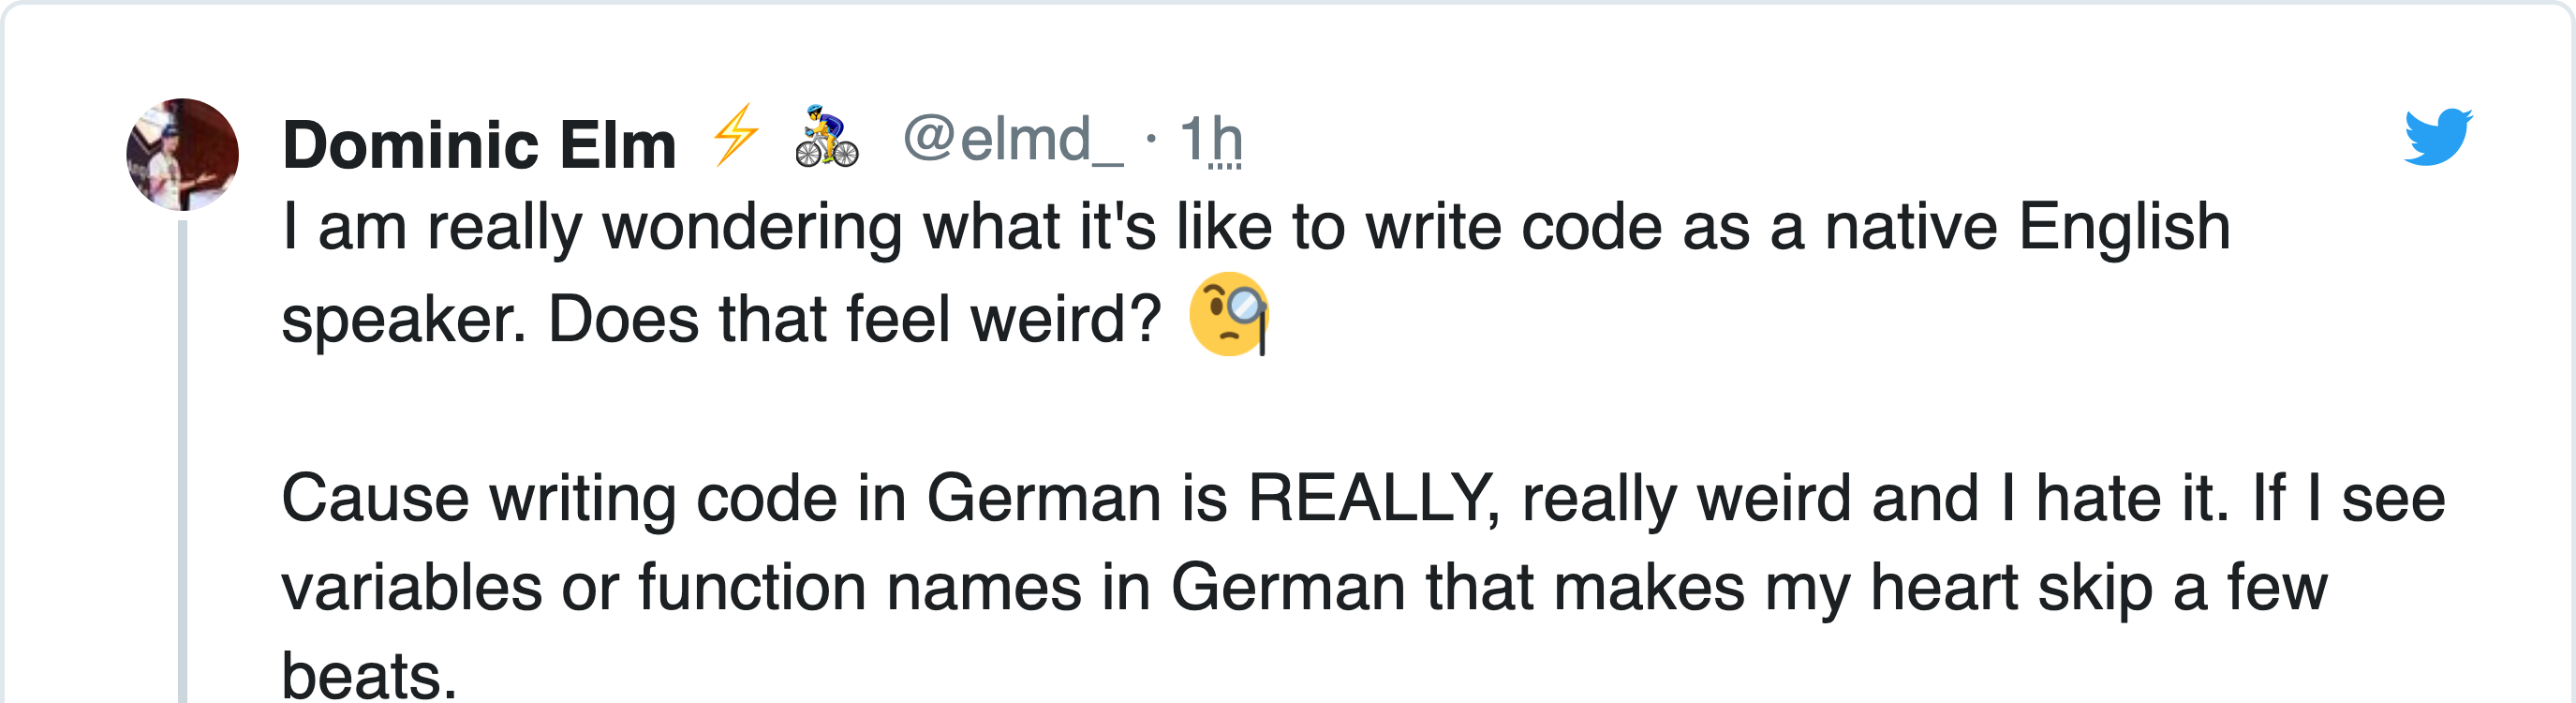 Dominic Elm ⚡ 🚴 @elmd_ · 1h
I am really wondering what it's like to write code as a native English
speaker. Does that feel weird? 🧐
Cause writing code in German is REALLY, really weird and I hate it. If I see
variables or function names in German that makes my heart skip a few
beats.